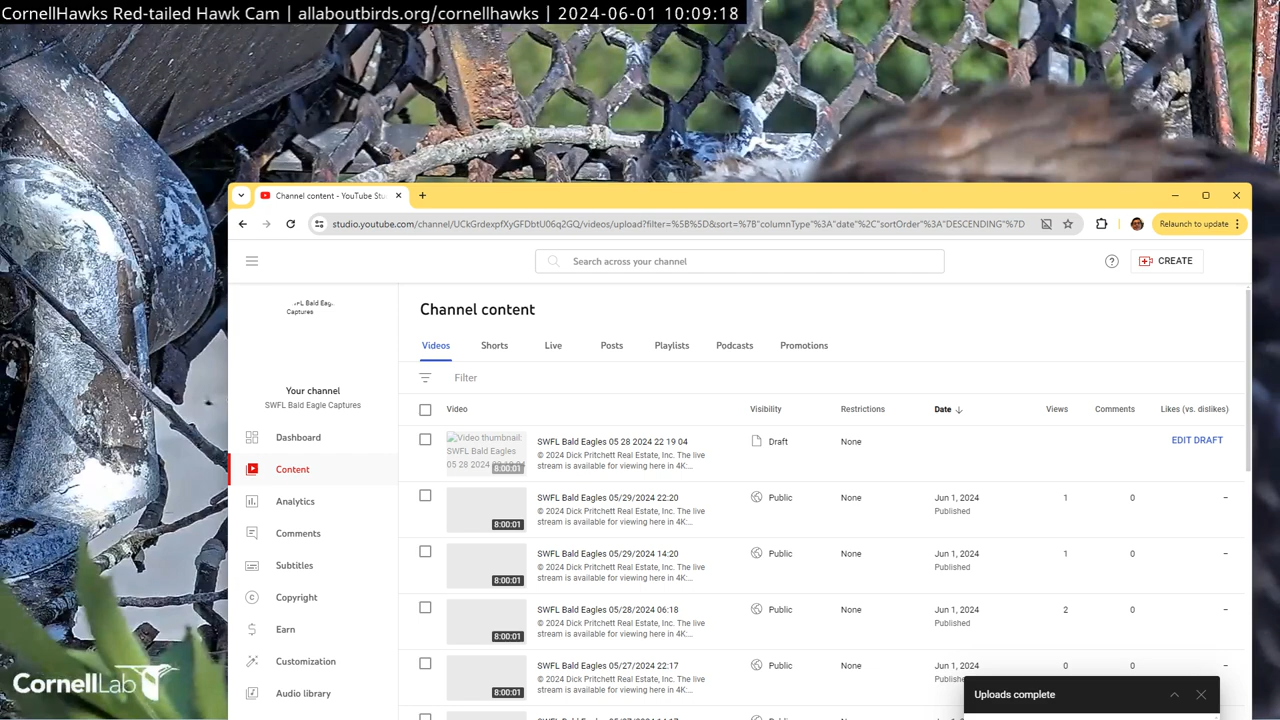 CornellHawks Red-tailed Hawk Cam | allaboutbirds.org/cornellhawks | 2024-06-01 10:09:18
Channel content - YouTube Stu
studio.youtube.com/channel/UCkGrdexpfXyGFDbtU06q2GQ/videos/upload?filter=%5B%5D&sort=%7B"columnType"%3A"date"%2C"sortOrder"%3A"DESCENDING"%7D
Relaunch to update
Search across your channel
CREATE
SWFL Bald Eag
Captures
Your channel
SWFL Bald Eagle Captures
Dashboard
Content
Analytics
Comments
Subtitles
Copyright
Earn
Customization
Audio library
Channel content
Videos Shorts Live Posts Playlists Podcasts Promotions
Filter
Video Visibility Restrictions Date Views Comments Likes (vs. dislikes)
Video thumbnail:
SWFL Bald Eagles
05 28 2024 22 19 04
8:00:01
SWFL Bald Eagles 05 28 2024 22 19 04
© 2024 Dick Pritchett Real Estate, Inc. The live
stream is available for viewing here in 4K:...
Draft None EDIT DRAFT
8:00:01
SWFL Bald Eagles 05/29/2024 22:20
© 2024 Dick Pritchett Real Estate, Inc. The live
stream is available for viewing here in 4K:...
Public None Jun 1, 2024 1 0 –
Published
8:00:01
SWFL Bald Eagles 05/29/2024 14:20
© 2024 Dick Pritchett Real Estate, Inc. The live
stream is available for viewing here in 4K:...
Public None Jun 1, 2024 1 0 –
Published
8:00:01
SWFL Bald Eagles 05/28/2024 06:18
© 2024 Dick Pritchett Real Estate, Inc. The live
stream is available for viewing here in 4K:...
Public None Jun 1, 2024 2 0 –
Published
8:00:01
SWFL Bald Eagles 05/27/2024 22:17
© 2024 Dick Pritchett Real Estate, Inc. The live
stream is available for viewing here in 4K:...
Public None Jun 1, 2024 0 0 –
Uploads complete
CornellLab